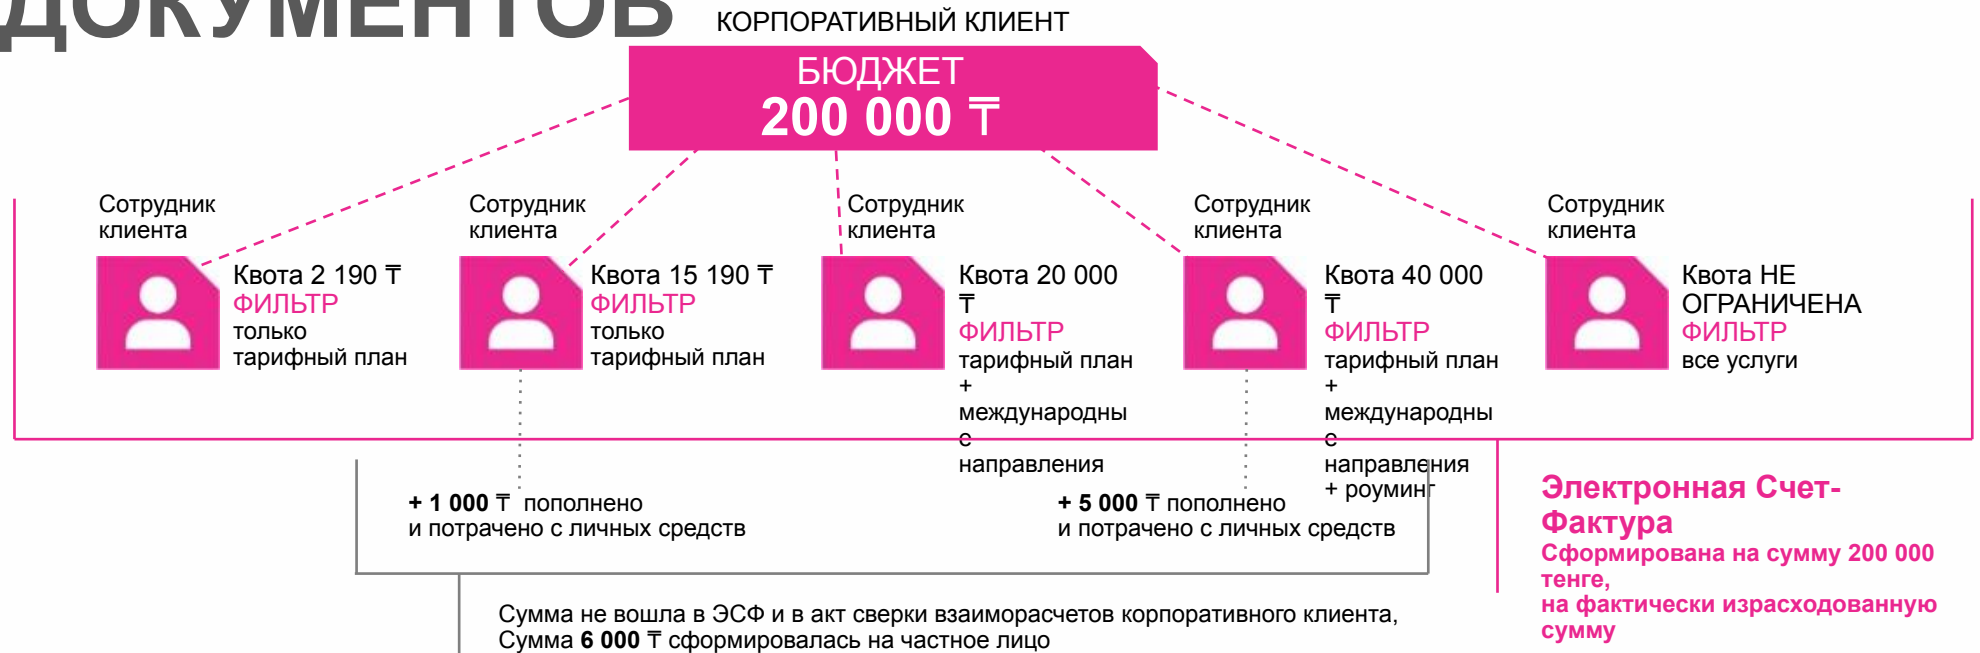 ДОКУМЕНТОВ
КОРПОРАТИВНЫЙ КЛИЕНТ
БЮДЖЕТ
200 000 ₸
Сотрудник
клиента
Квота 2 190 ₸
ФИЛЬТР
только
тарифный план
Сотрудник
клиента
Квота 15 190 ₸
ФИЛЬТР
только
тарифный план
Сотрудник
клиента
Квота 20 000
₸
ФИЛЬТР
тарифный план
+
международны
е
направления
Сотрудник
клиента
Квота 40 000
₸
ФИЛЬТР
тарифный план
+
международны
е
направления
+ роуминг
Сотрудник
клиента
Квота НЕ
ОГРАНИЧЕНА
ФИЛЬТР
все услуги
+ 1 000 ₸ пополнено
и потрачено с личных средств
+ 5 000 ₸ пополнено
и потрачено с личных средств
Электронная Счет-
Фактура
Сформирована на сумму 200 000
тенге,
на фактически израсходованную
сумму
Сумма не вошла в ЭСФ и в акт сверки взаиморасчетов корпоративного клиента,
Сумма 6 000 ₸ сформировалась на частное лицо